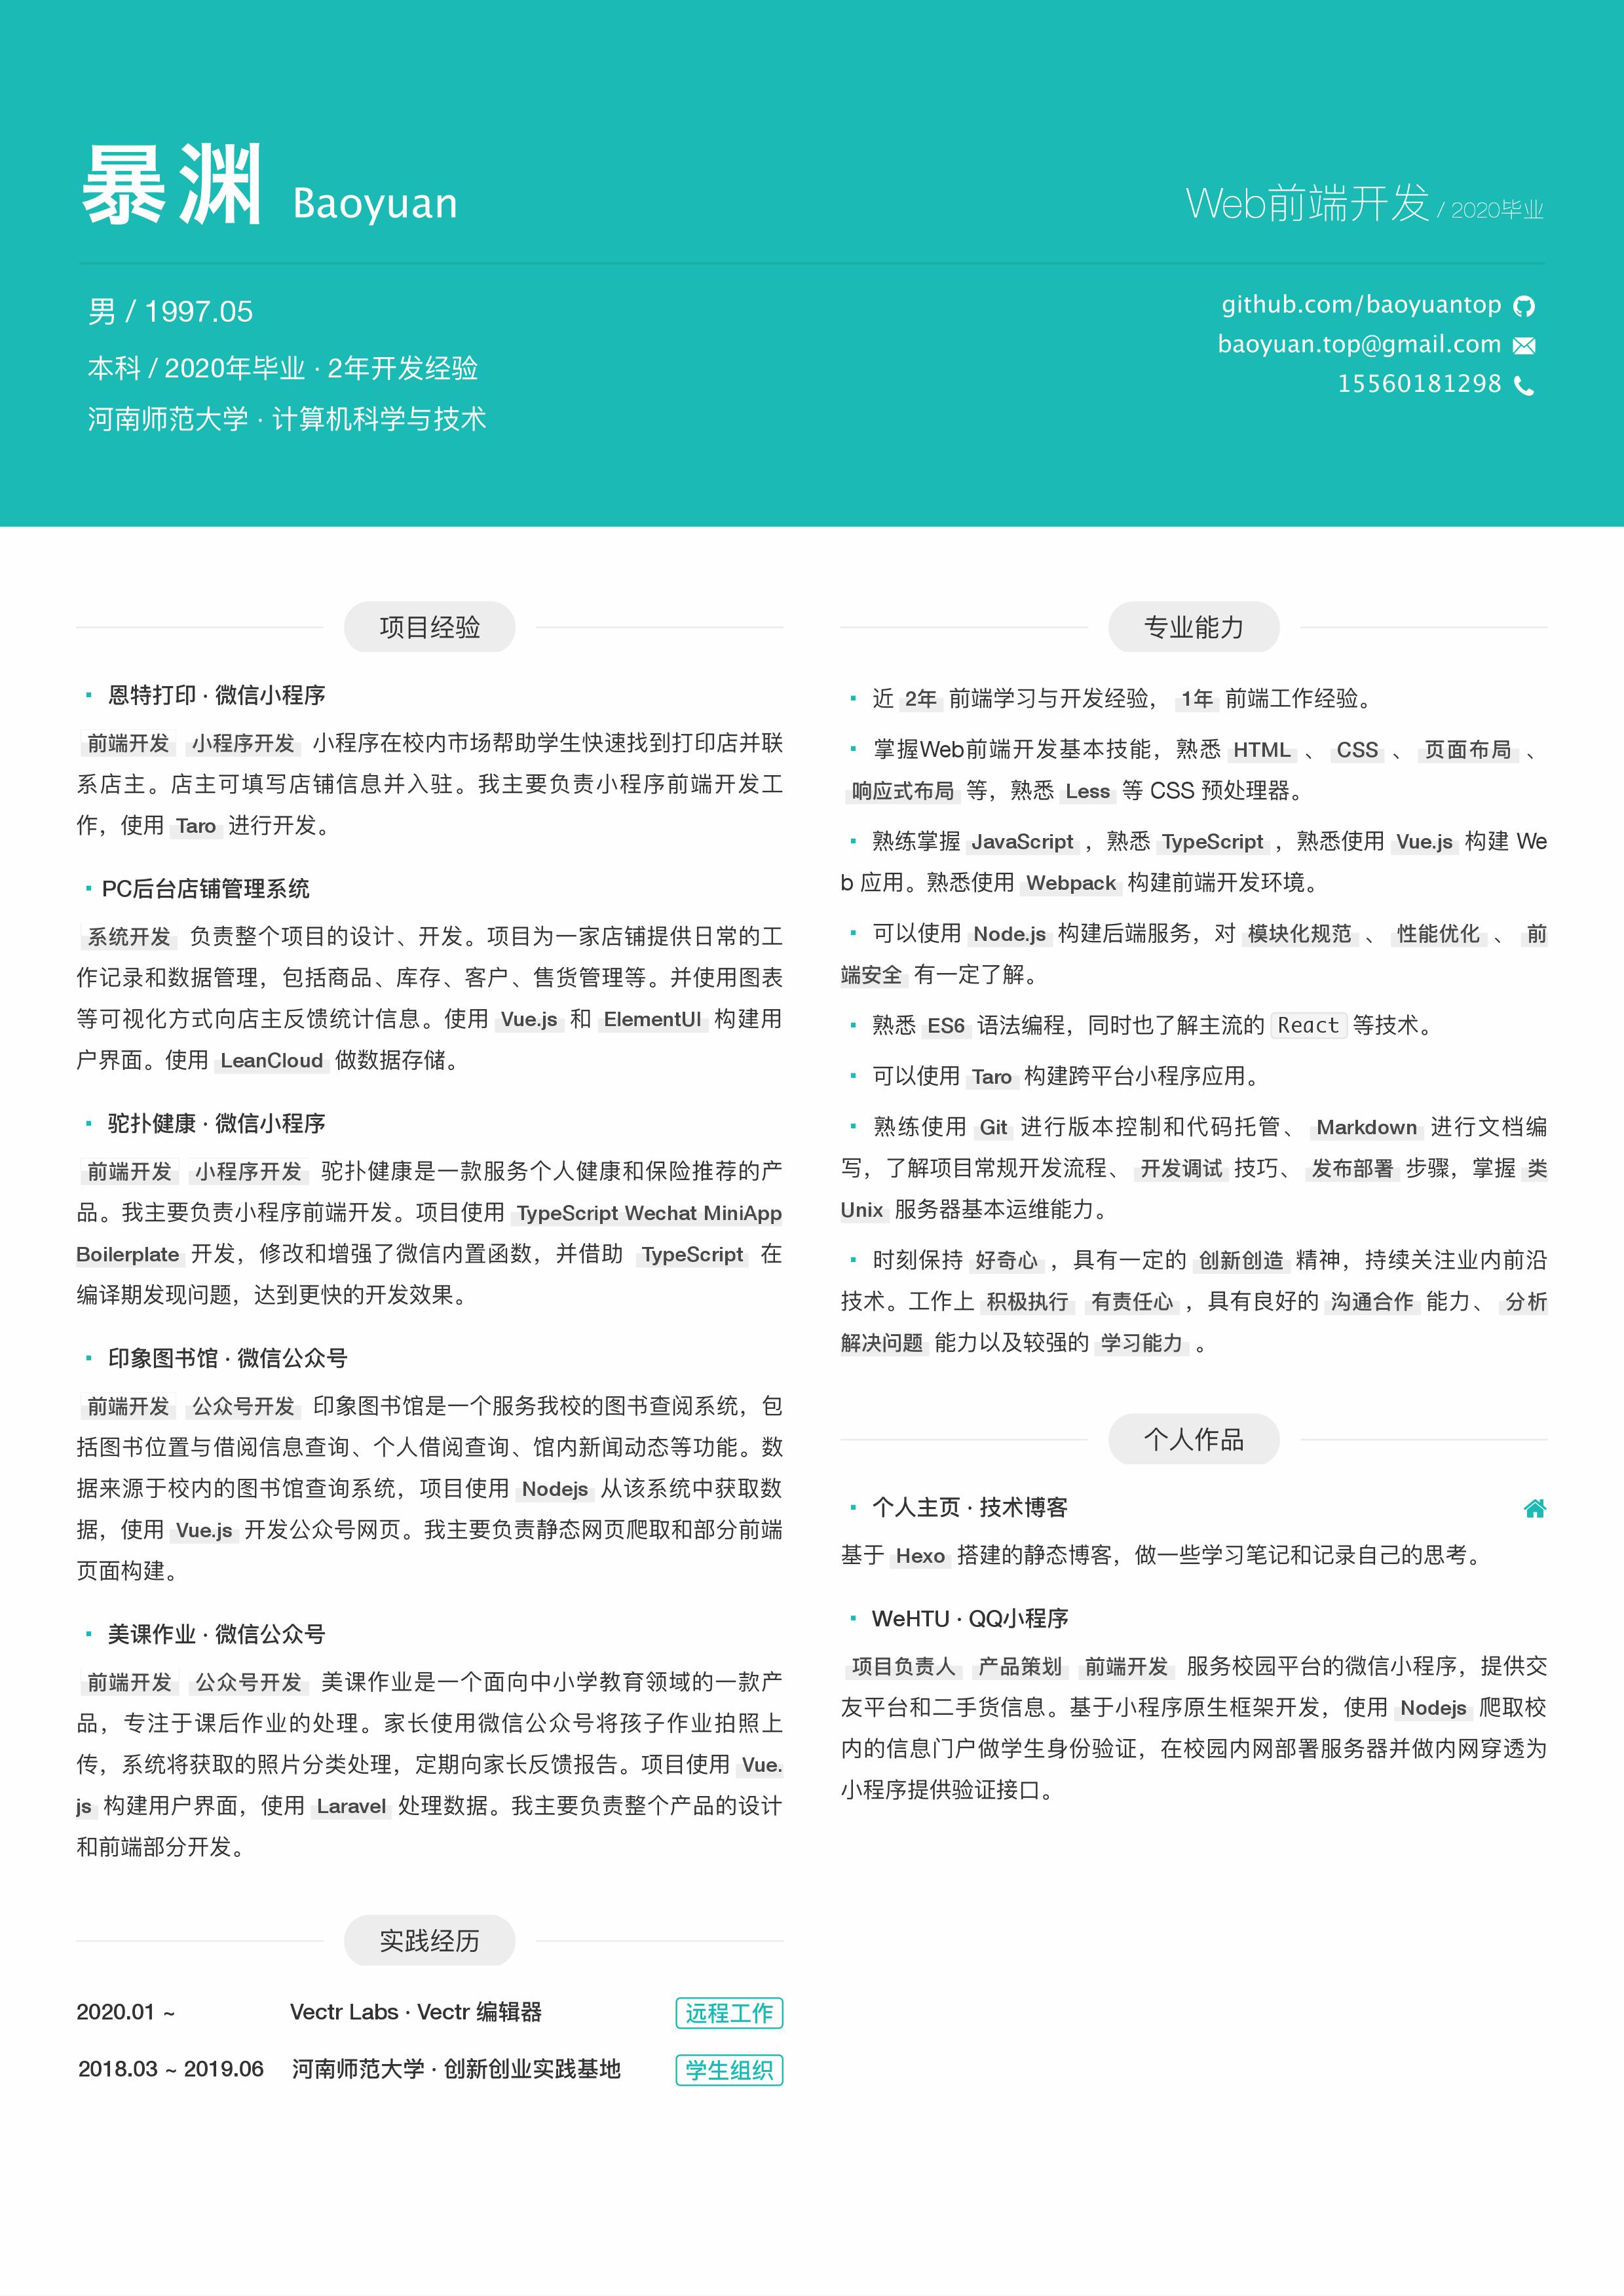 暴渊 Baoyuan
Web前端开发 / 2020毕业
男 / 1997.05
本科 / 2020年毕业 · 2年开发经验
河南师范大学 · 计算机科学与技术
github.com/baoyuantop
baoyuan.top@gmail.com
15560181298
项目经验
恩特打印 · 微信小程序
前端开发 小程序开发 小程序在校内市场帮助学生快速找到打印店并联
系店主。店主可填写店铺信息并入驻。我主要负责小程序前端开发工
作，使用 Taro 进行开发。
PC后台店铺管理系统
系统开发 负责整个项目的设计、开发。项目为一家店铺提供日常的工
作记录和数据管理，包括商品、库存、客户、售货管理等。并使用图表
等可视化方式向店主反馈统计信息。使用 Vue.js 和 ElementUI 构建用
户界面。使用 LeanCloud 做数据存储。
驼扑健康 · 微信小程序
前端开发 小程序开发 驼扑健康是一款服务个人健康和保险推荐的产
品。我主要负责小程序前端开发。项目使用 TypeScript Wechat MiniApp
Boilerplate 开发，修改和增强了微信内置函数，并借助 TypeScript 在
编译期发现问题，达到更快的开发效果。
印象图书馆 · 微信公众号
前端开发 公众号开发 印象图书馆是一个服务我校的图书查阅系统，包
括图书位置与借阅信息查询、个人借阅查询、馆内新闻动态等功能。数
据来源于校内的图书馆查询系统，项目使用 Nodejs 从该系统中获取数
据，使用 Vue.js 开发公众号网页。我主要负责静态网页爬取和部分前端
页面构建。
美课作业 · 微信公众号
前端开发 公众号开发 美课作业是一个面向中小学教育领域的一款产
品，专注于课后作业的处理。家长使用微信公众号将孩子作业拍照上
传，系统将获取的照片分类处理，定期向家长反馈报告。项目使用 Vue.
js 构建用户界面，使用 Laravel 处理数据。我主要负责整个产品的设计
和前端部分开发。
实践经历
2020.01 ~ Vectr Labs · Vectr 编辑器 远程工作
2018.03 ~ 2019.06 河南师范大学 · 创新创业实践基地 学生组织
专业能力
近 2年 前端学习与开发经验， 1年 前端工作经验。
掌握Web前端开发基本技能，熟悉 HTML 、 CSS 、 页面布局 、
响应式布局 等，熟悉 Less 等 CSS 预处理器。
熟练掌握 JavaScript ，熟悉 TypeScript ，熟悉使用 Vue.js 构建 We
b 应用。熟悉使用 Webpack 构建前端开发环境。
可以使用 Node.js 构建后端服务，对 模块化规范 、 性能优化 、 前
端安全 有一定了解。
熟悉 ES6 语法编程，同时也了解主流的 React 等技术。
可以使用 Taro 构建跨平台小程序应用。
熟练使用 Git 进行版本控制和代码托管、 Markdown 进行文档编
写，了解项目常规开发流程、 开发调试 技巧、 发布部署 步骤，掌握 类
Unix 服务器基本运维能力。
时刻保持 好奇心 ，具有一定的 创新创造 精神，持续关注业内前沿
技术。工作上 积极执行 有责任心 ，具有良好的 沟通合作 能力、 分析
解决问题 能力以及较强的 学习能力 。
个人作品
个人主页 · 技术博客
基于 Hexo 搭建的静态博客，做一些学习笔记和记录自己的思考。
WeHTU · QQ小程序
项目负责人 产品策划 前端开发 服务校园平台的微信小程序，提供交
友平台和二手货信息。基于小程序原生框架开发，使用 Nodejs 爬取校
内的信息门户做学生身份验证，在校园内网部署服务器并做内网穿透为
小程序提供验证接口。